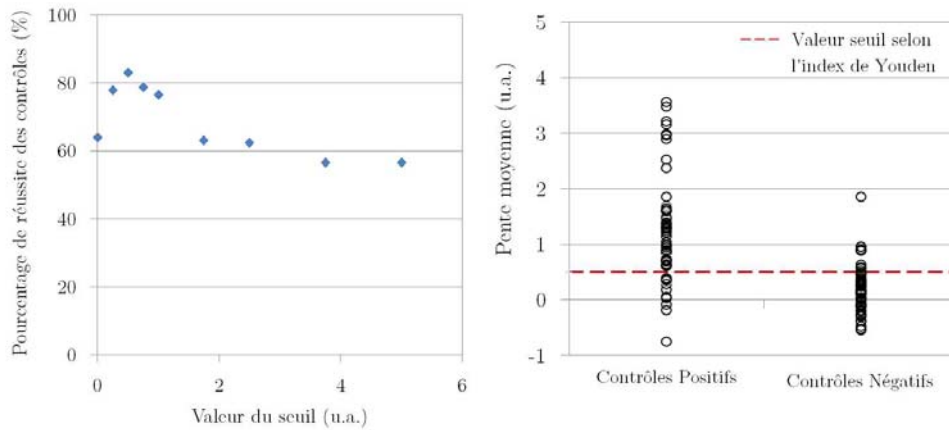 Pourcentage de réussite des contrôles (%)
100
80
60
40
20
0
0
2
4
6
Valeur du seuil (u.a.)
Pente moyenne (u.a.)
5
4
3
2
1
0
-1
Valeur seuil selon
l'index de Youden
Contrôles Positifs
Contrôles Négatifs